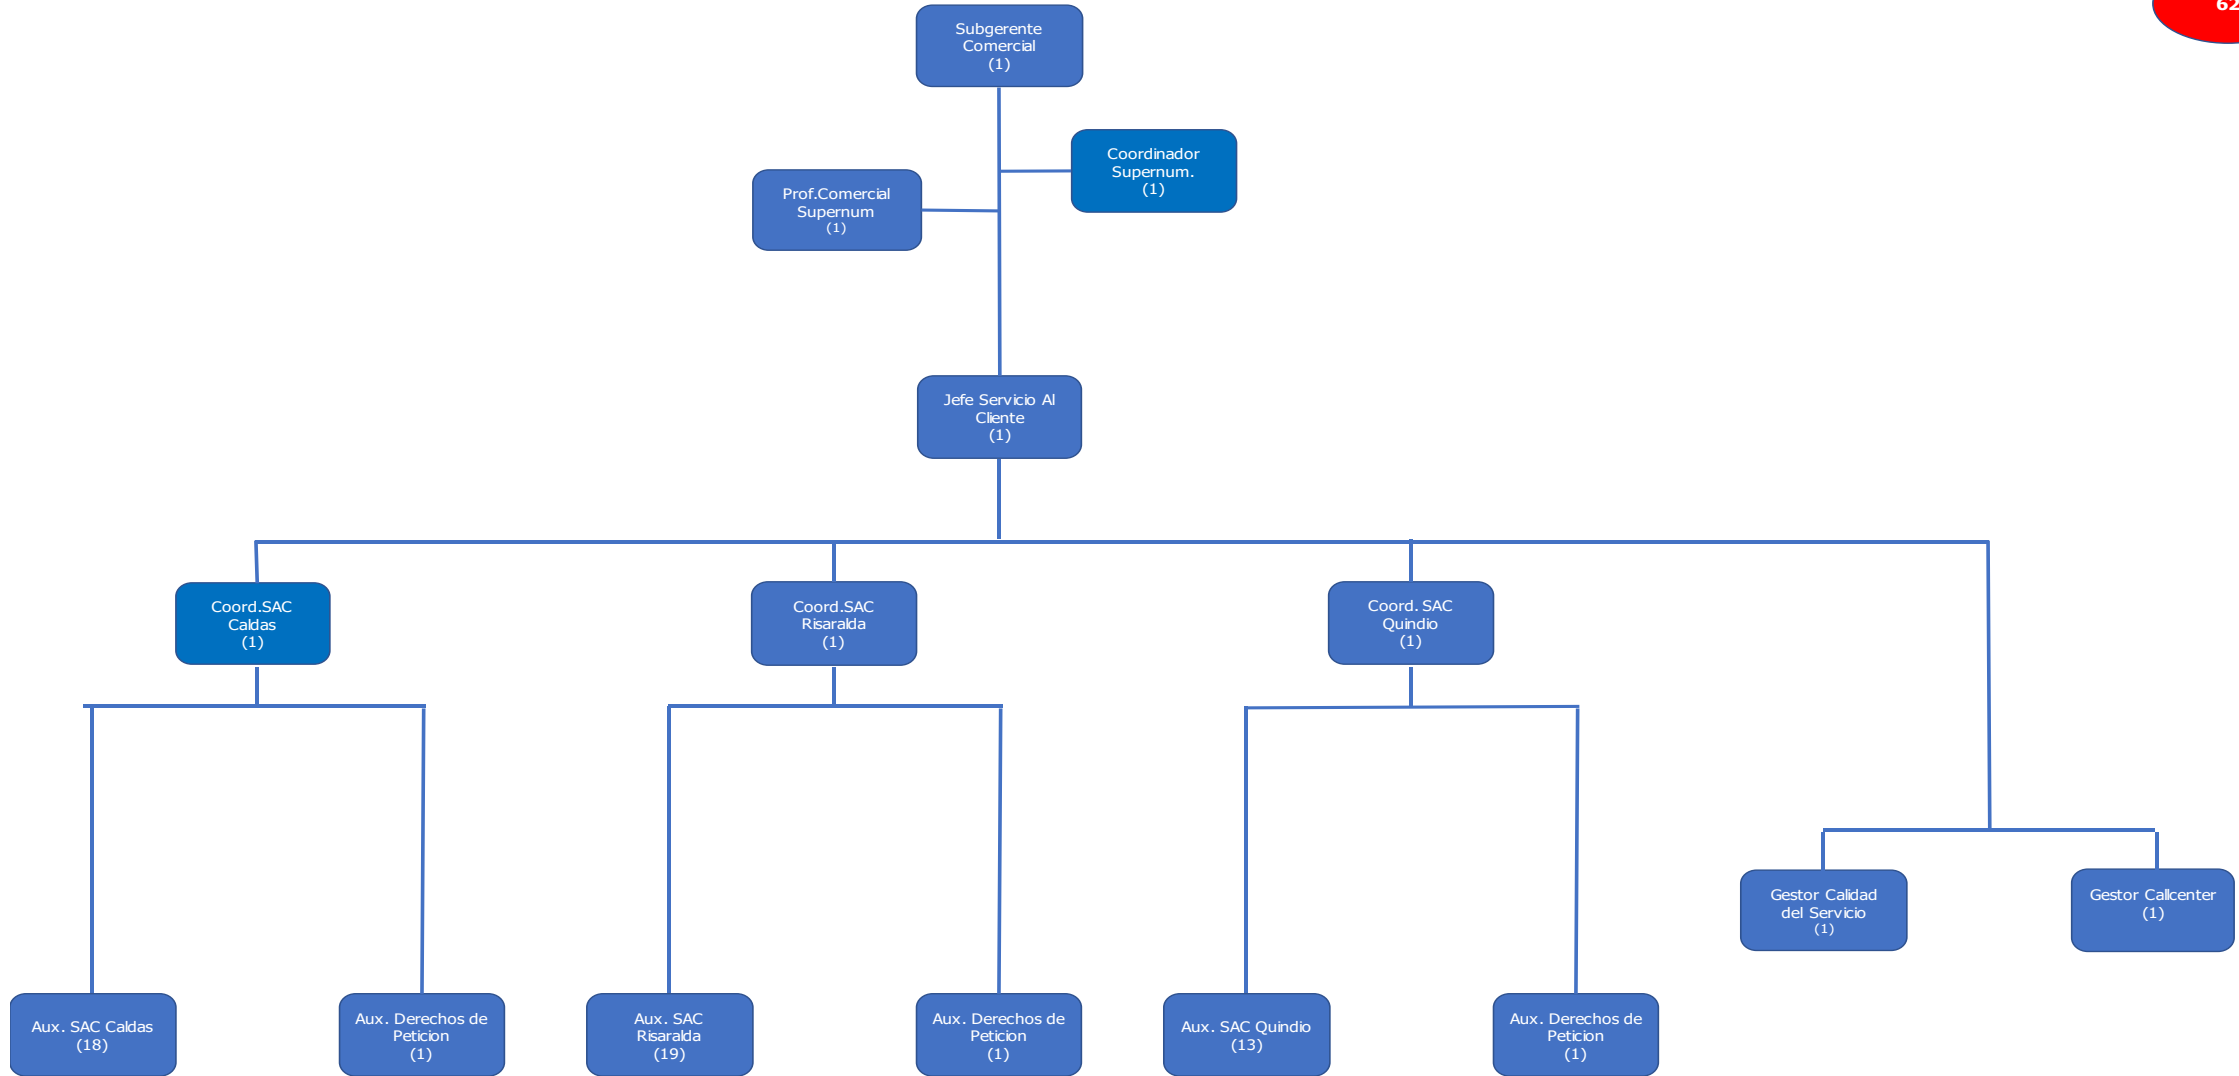 62
Subgerente
Comercial
(1)
Coordinador
Supernum.
(1)
Prof.Comercial
Supernum
(1)
Jefe Servicio Al
Cliente
(1)
Coord.SAC
Caldas
(1)
Coord.SAC
Risaralda
(1)
Coord. SAC
Quindio
(1)
Gestor Calidad
del Servicio
(1)
Gestor Callcenter
(1)
Aux. SAC Caldas
(18)
Aux. Derechos de
Peticion
(1)
Aux. SAC
Risaralda
(19)
Aux. Derechos de
Peticion
(1)
Aux. SAC Quindio
(13)
Aux. Derechos de
Peticion
(1)